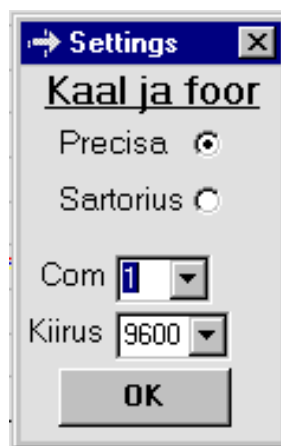 Settings
Kaal ja foor
Precisa
Sartorius
Com 1
Kiirus 9600
OK